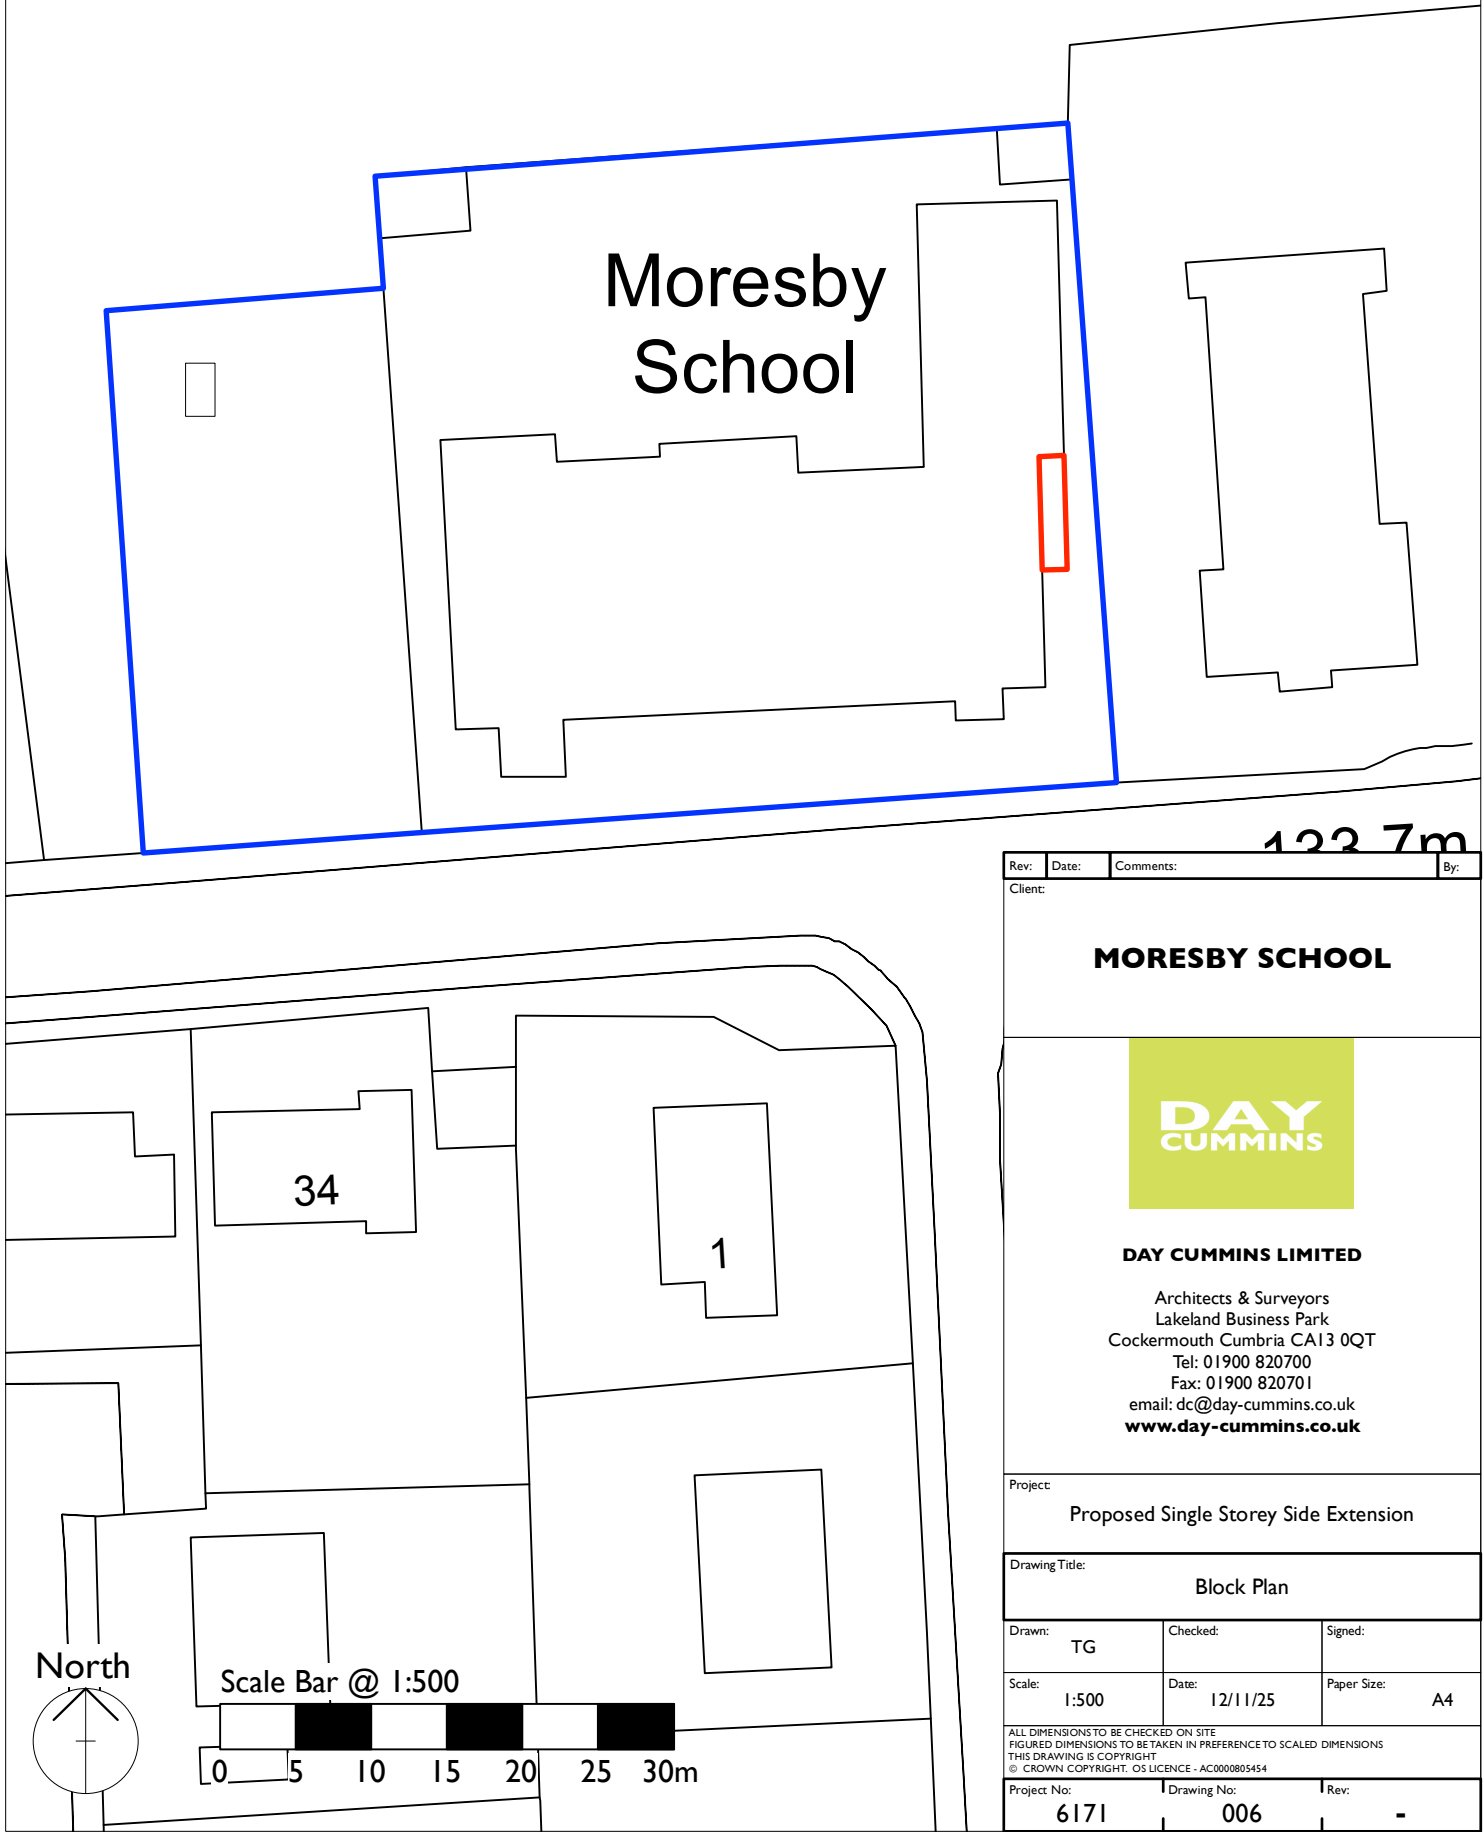 Moresby
School
133.7m
Rev: Date: Comments: By:
Client:
MORESBY SCHOOL
DAY
CUMMINS
DAY CUMMINS LIMITED
Architects & Surveyors
Lakeland Business Park
Cockermouth Cumbria CA13 0QT
Tel: 01900 820700
Fax: 01900 820701
email: dc@day-cummins.co.uk
www.day-cummins.co.uk
Project:
Proposed Single Storey Side Extension
Drawing Title:
Block Plan
Drawn: Checked: Signed:
TG
Scale: Date: Paper Size:
1:500 12/11/25 A4
ALL DIMENSIONS TO BE CHECKED ON SITE
FIGURED DIMENSIONS TO BE TAKEN IN PREFERENCE TO SCALED DIMENSIONS
THIS DRAWING IS COPYRIGHT
© CROWN COPYRIGHT. OS LICENCE - AC0000805454
Project No: Drawing No: Rev:
6171 006 -
34
1
North
Scale Bar @ 1:500
0 5 10 15 20 25 30m